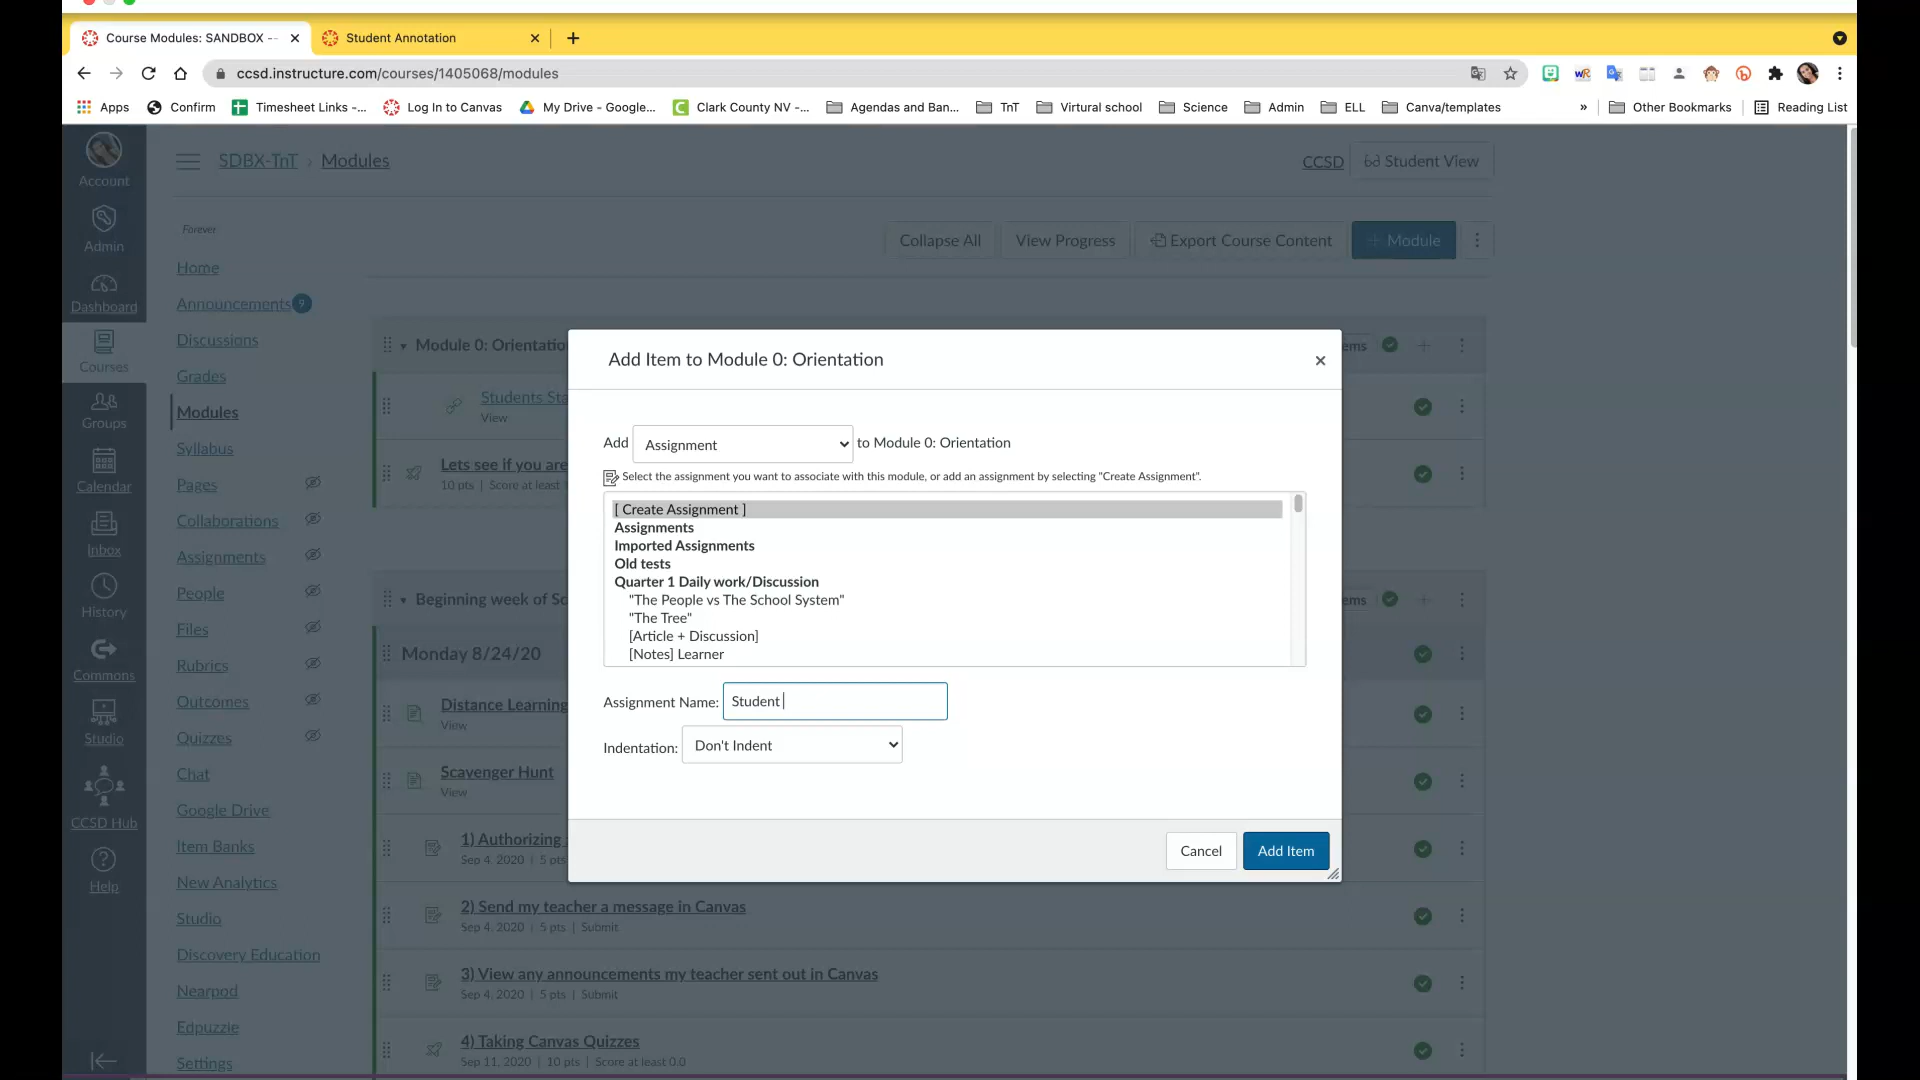 Course Modules: SANDBOX --
Student Annotation
ccsd.instructure.com/courses/1405068/modules
Apps
Confirm
Timesheet Links -...
Log In to Canvas
My Drive - Google...
Clark County NV -...
Agendas and Ban...
TnT
Virtural school
Science
Admin
ELL
Canva/templates
»
Other Bookmarks
Reading List
Account
Admin
Dashboard
Courses
Groups
Calendar
Inbox
History
Commons
Studio
CCSD Hub
Help
SDBX-TnT › Modules
CCSD
Student View
Forever
Home
Announcements 9
Discussions
Grades
Modules
Syllabus
Pages
Collaborations
Assignments
People
Files
Rubrics
Outcomes
Quizzes
Chat
Google Drive
Item Banks
New Analytics
Studio
Discovery Education
Nearpod
Edpuzzle
Settings
Collapse All
View Progress
Export Course Content
+ Module
Module 0: Orientatio
ems
Students Sta
View
Lets see if you are
10 pts | Score at least
Beginning week of Sc
ems
Monday 8/24/20
Distance Learning
View
Scavenger Hunt
View
1) Authorizing
Sep 4, 2020 | 5 pts
2) Send my teacher a message in Canvas
Sep 4, 2020 | 5 pts | Submit
3) View any announcements my teacher sent out in Canvas
Sep 4, 2020 | 5 pts | Submit
4) Taking Canvas Quizzes
Sep 11, 2020 | 10 pts | Score at least 0.0
Add Item to Module 0: Orientation
Add Assignment to Module 0: Orientation
Select the assignment you want to associate with this module, or add an assignment by selecting "Create Assignment".
[ Create Assignment ]
Assignments
Imported Assignments
Old tests
Quarter 1 Daily work/Discussion
"The People vs The School System"
"The Tree"
[Article + Discussion]
[Notes] Learner
Assignment Name: Student
Indentation: Don't Indent
Cancel
Add Item